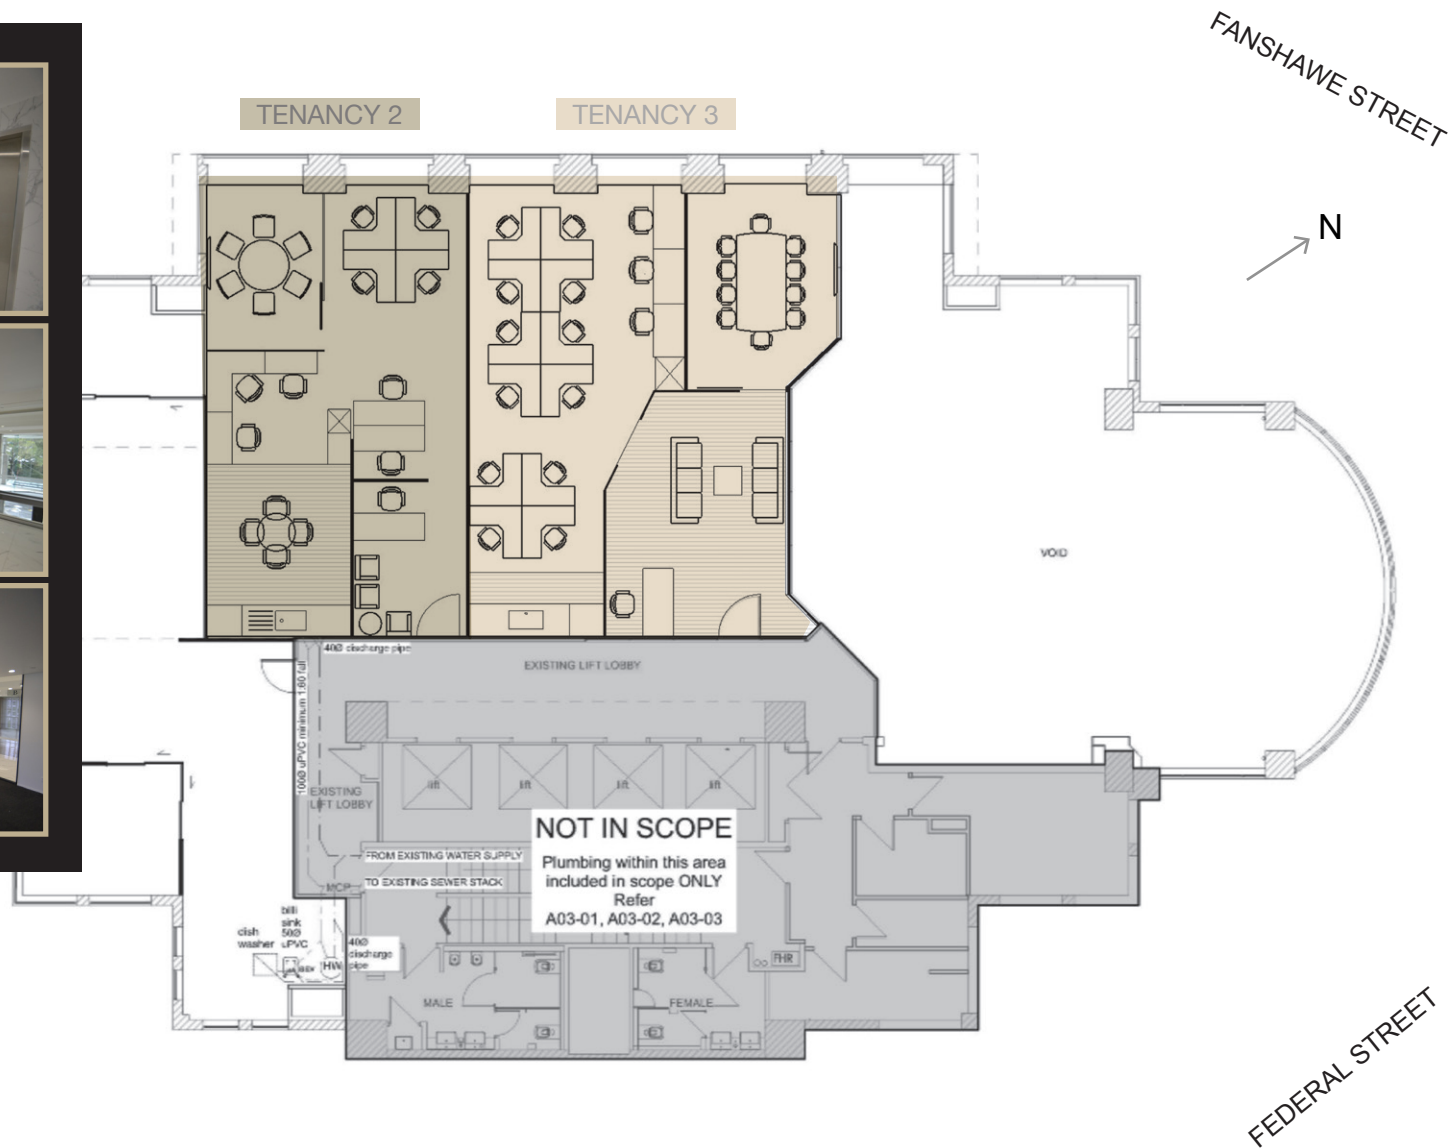 FANSHAWE STREET
TENANCY 2
TENANCY 3
N
VOID
40Ø discharge pipe
EXISTING LIFT LOBBY
100Ø uPVC minimum 1:60 fall
lift
lift
lift
lift
EXISTING
LIFT LOBBY
NOT IN SCOPE
Plumbing within this area
included in scope ONLY
Refer
A03-01, A03-02, A03-03
FROM EXISTING WATER SUPPLY
TO EXISTING SEWER STACK
MCP
billi
sink
50Ø
uPVC
dish
washer
HW
40Ø
discharge
pipe
FHR
MALE
FEMALE
FEDERAL STREET